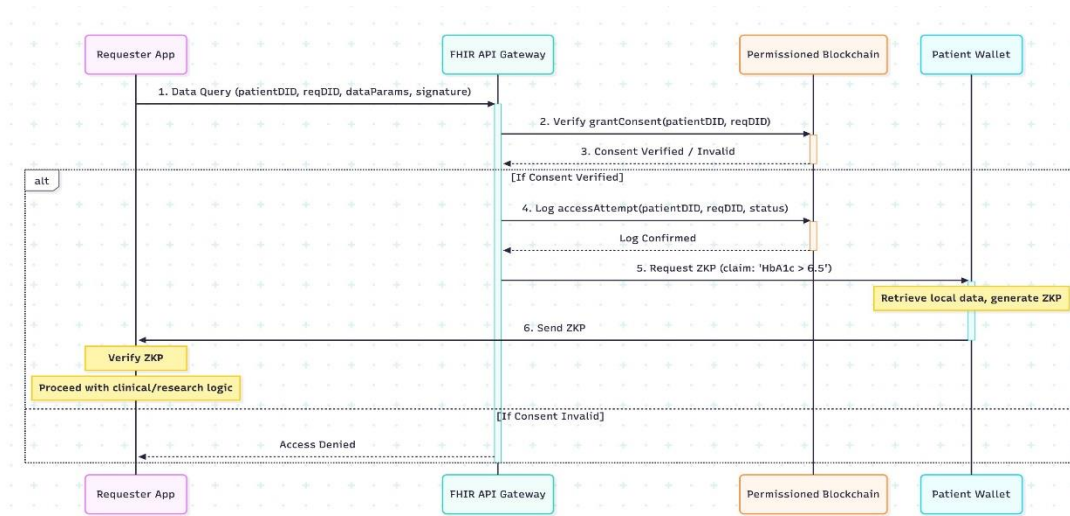 Requester App
FHIR API Gateway
Permissioned Blockchain
Patient Wallet
1. Data Query (patientDID, reqDID, dataParams, signature)
2. Verify grantConsent(patientDID, reqDID)
3. Consent Verified / Invalid
alt
[If Consent Verified]
4. Log accessAttempt(patientDID, reqDID, status)
Log Confirmed
5. Request ZKP (claim: 'HbA1c > 6.5')
Retrieve local data, generate ZKP
6. Send ZKP
Verify ZKP
Proceed with clinical/research logic
[If Consent Invalid]
Access Denied
Requester App
FHIR API Gateway
Permissioned Blockchain
Patient Wallet